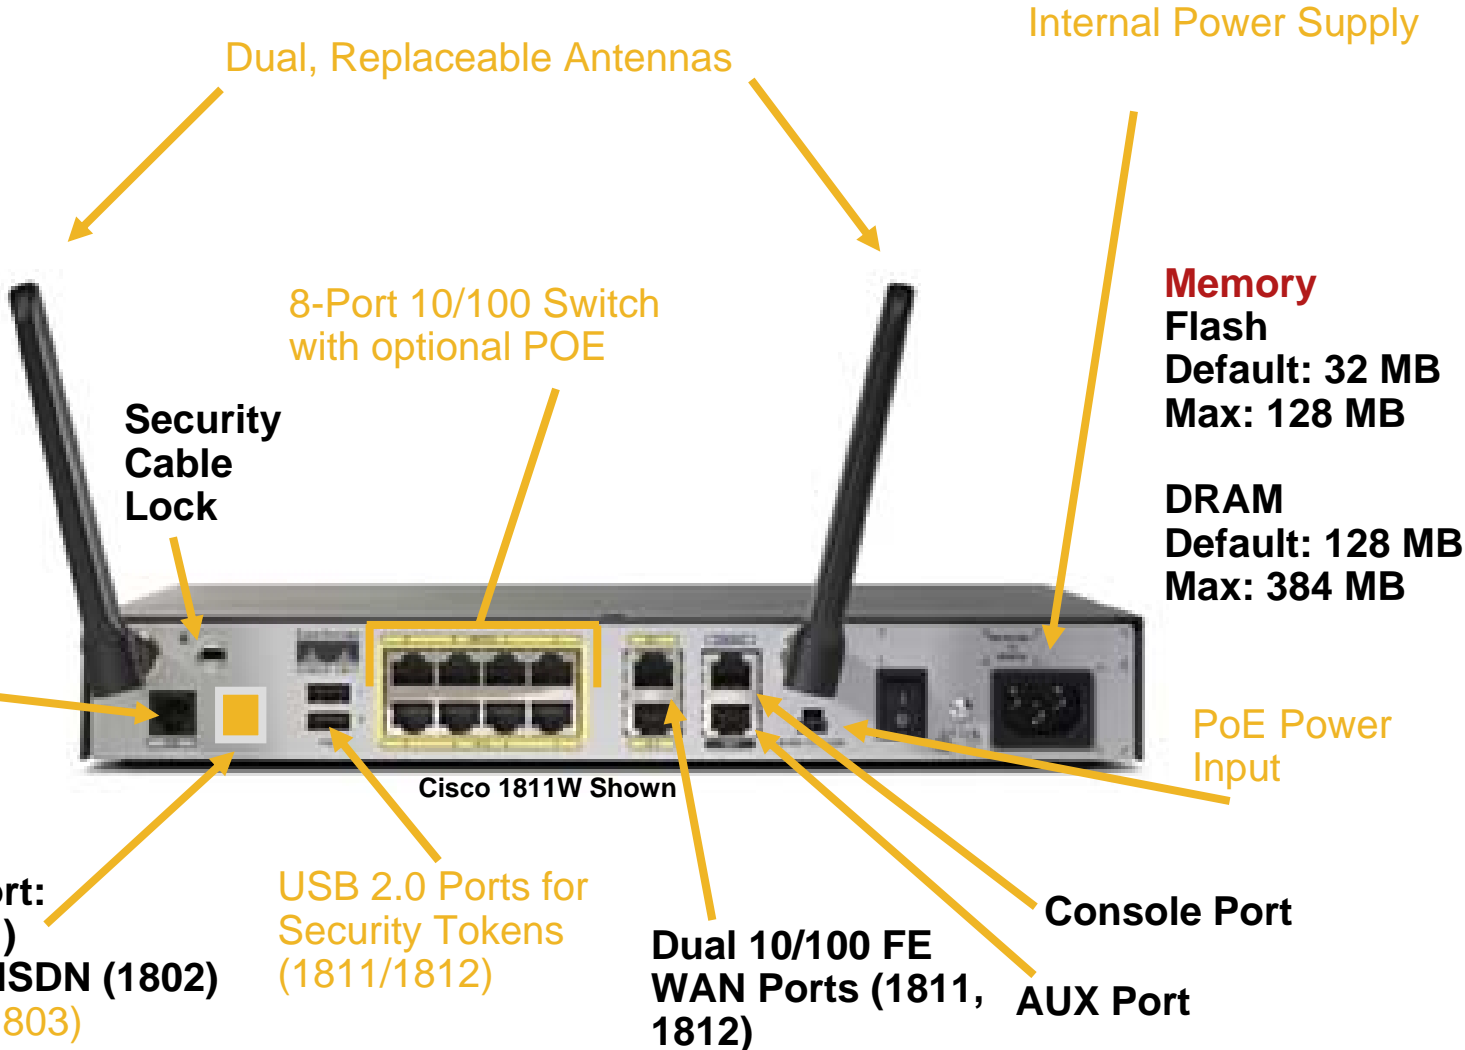 Internal Power Supply
Dual, Replaceable Antennas
8-Port 10/100 Switch
with optional POE
Memory
Flash
Default: 32 MB
Max: 128 MB
DRAM
Default: 128 MB
Max: 384 MB
Security
Cable
Lock
PoE Power
Input
Cisco 1811W Shown
rt:
)
ISDN (1802)
803)
USB 2.0 Ports for
Security Tokens
(1811/1812)
Dual 10/100 FE
WAN Ports (1811,
1812)
Console Port
AUX Port